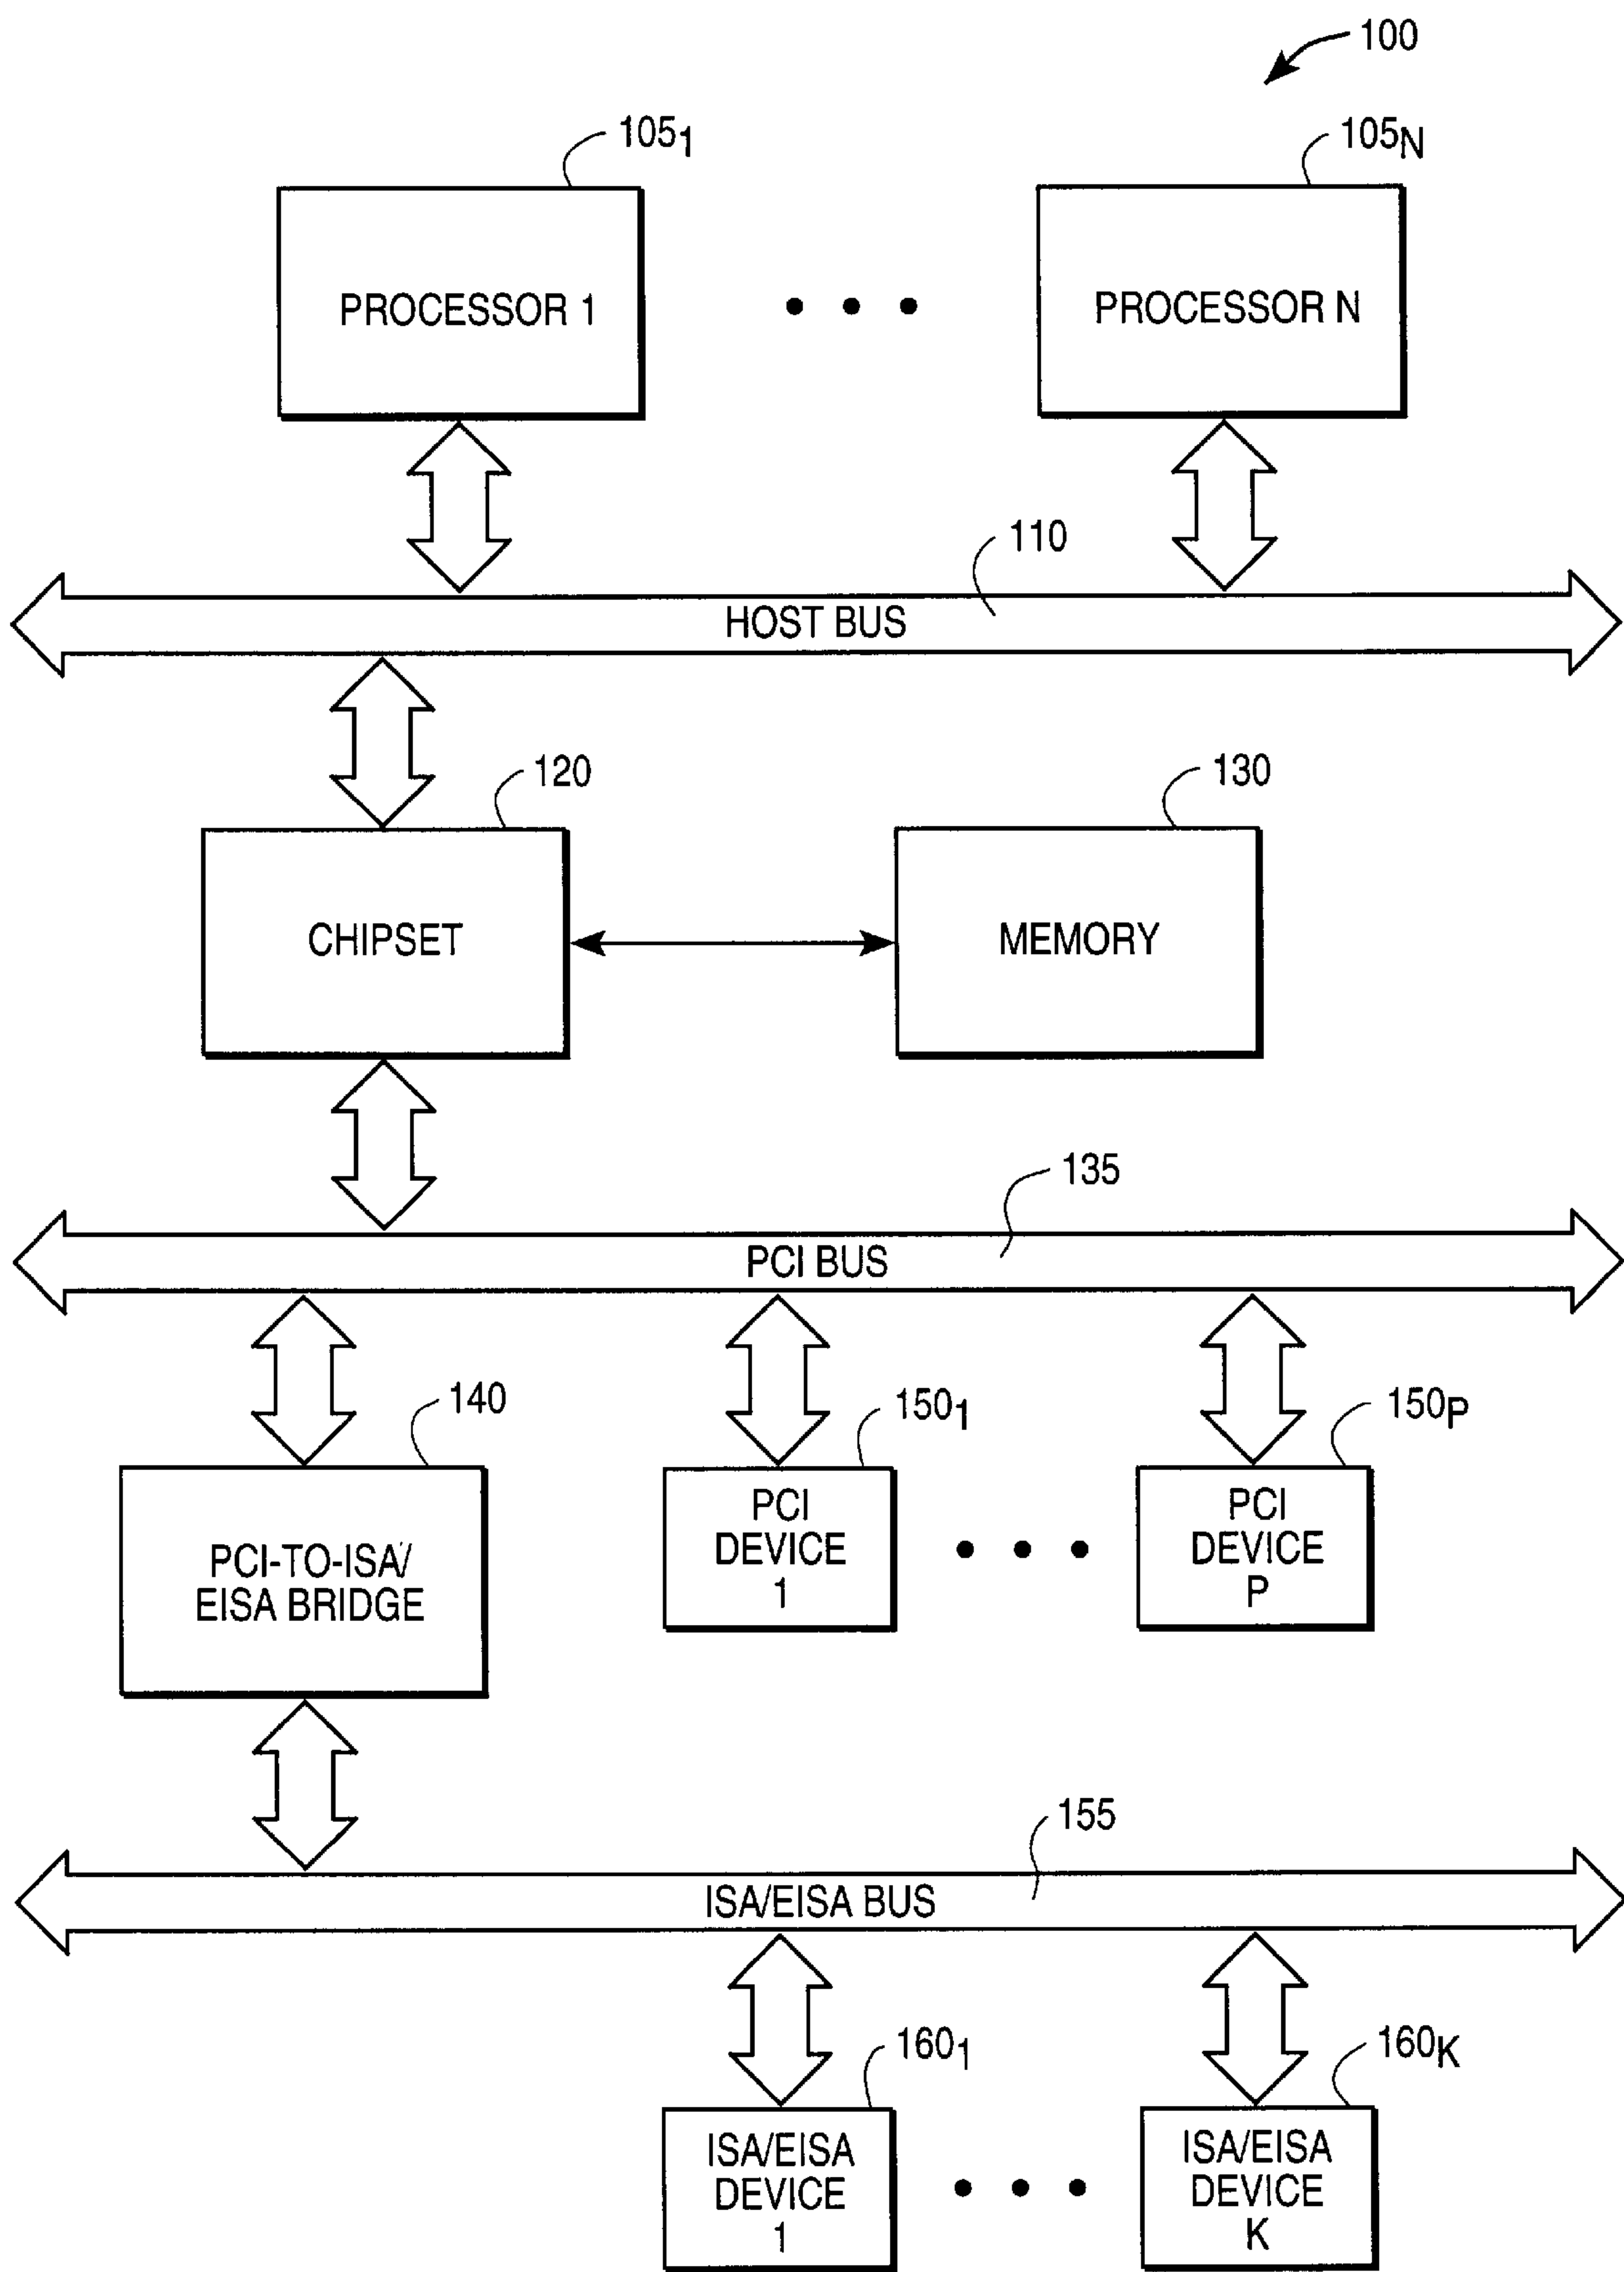 100
105₁
105N
PROCESSOR 1
PROCESSOR N
110
HOST BUS
120
130
CHIPSET
MEMORY
135
PCI BUS
140
150₁
150P
PCI-TO-ISA/
EISA BRIDGE
PCI
DEVICE
1
PCI
DEVICE
P
155
ISA/EISA BUS
160₁
160K
ISA/EISA
DEVICE
1
ISA/EISA
DEVICE
K